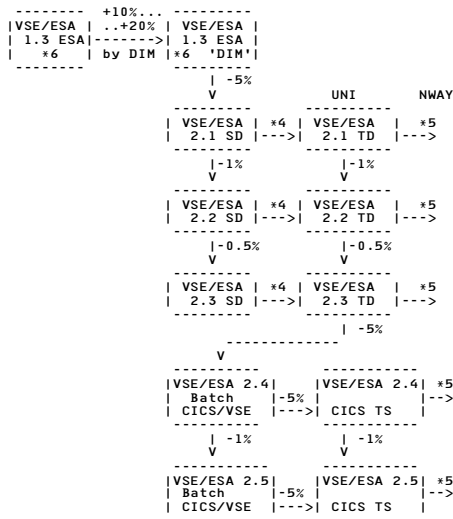 -------- +10%... ---------
|VSE/ESA | ..+20% | VSE/ESA |
| 1.3 ESA|------->| 1.3 ESA |
| *6 | by DIM |*6 'DIM'|
-------- ---------
| -5%
V UNI NWAY
--------- ----------
| VSE/ESA | *4 | VSE/ESA | *5
| 2.1 SD |--->| 2.1 TD |--->
--------- ----------
|-1% |-1%
V V
--------- ----------
| VSE/ESA | *4 | VSE/ESA | *5
| 2.2 SD |--->| 2.2 TD |--->
--------- ----------
|-0.5% |-0.5%
V V
--------- ----------
| VSE/ESA | *4 | VSE/ESA | *5
| 2.3 SD |--->| 2.3 TD |--->
--------- ----------
| -5%
-------------
V
---------- -----------
|VSE/ESA 2.4| |VSE/ESA 2.4| *5
| Batch |-5% | |-->
| CICS/VSE |--->| CICS TS |
---------- -----------
| -1% | -1%
V V
----------- -----------
|VSE/ESA 2.5| |VSE/ESA 2.5| *5
| Batch |-5% | |-->
| CICS/VSE |--->| CICS TS |